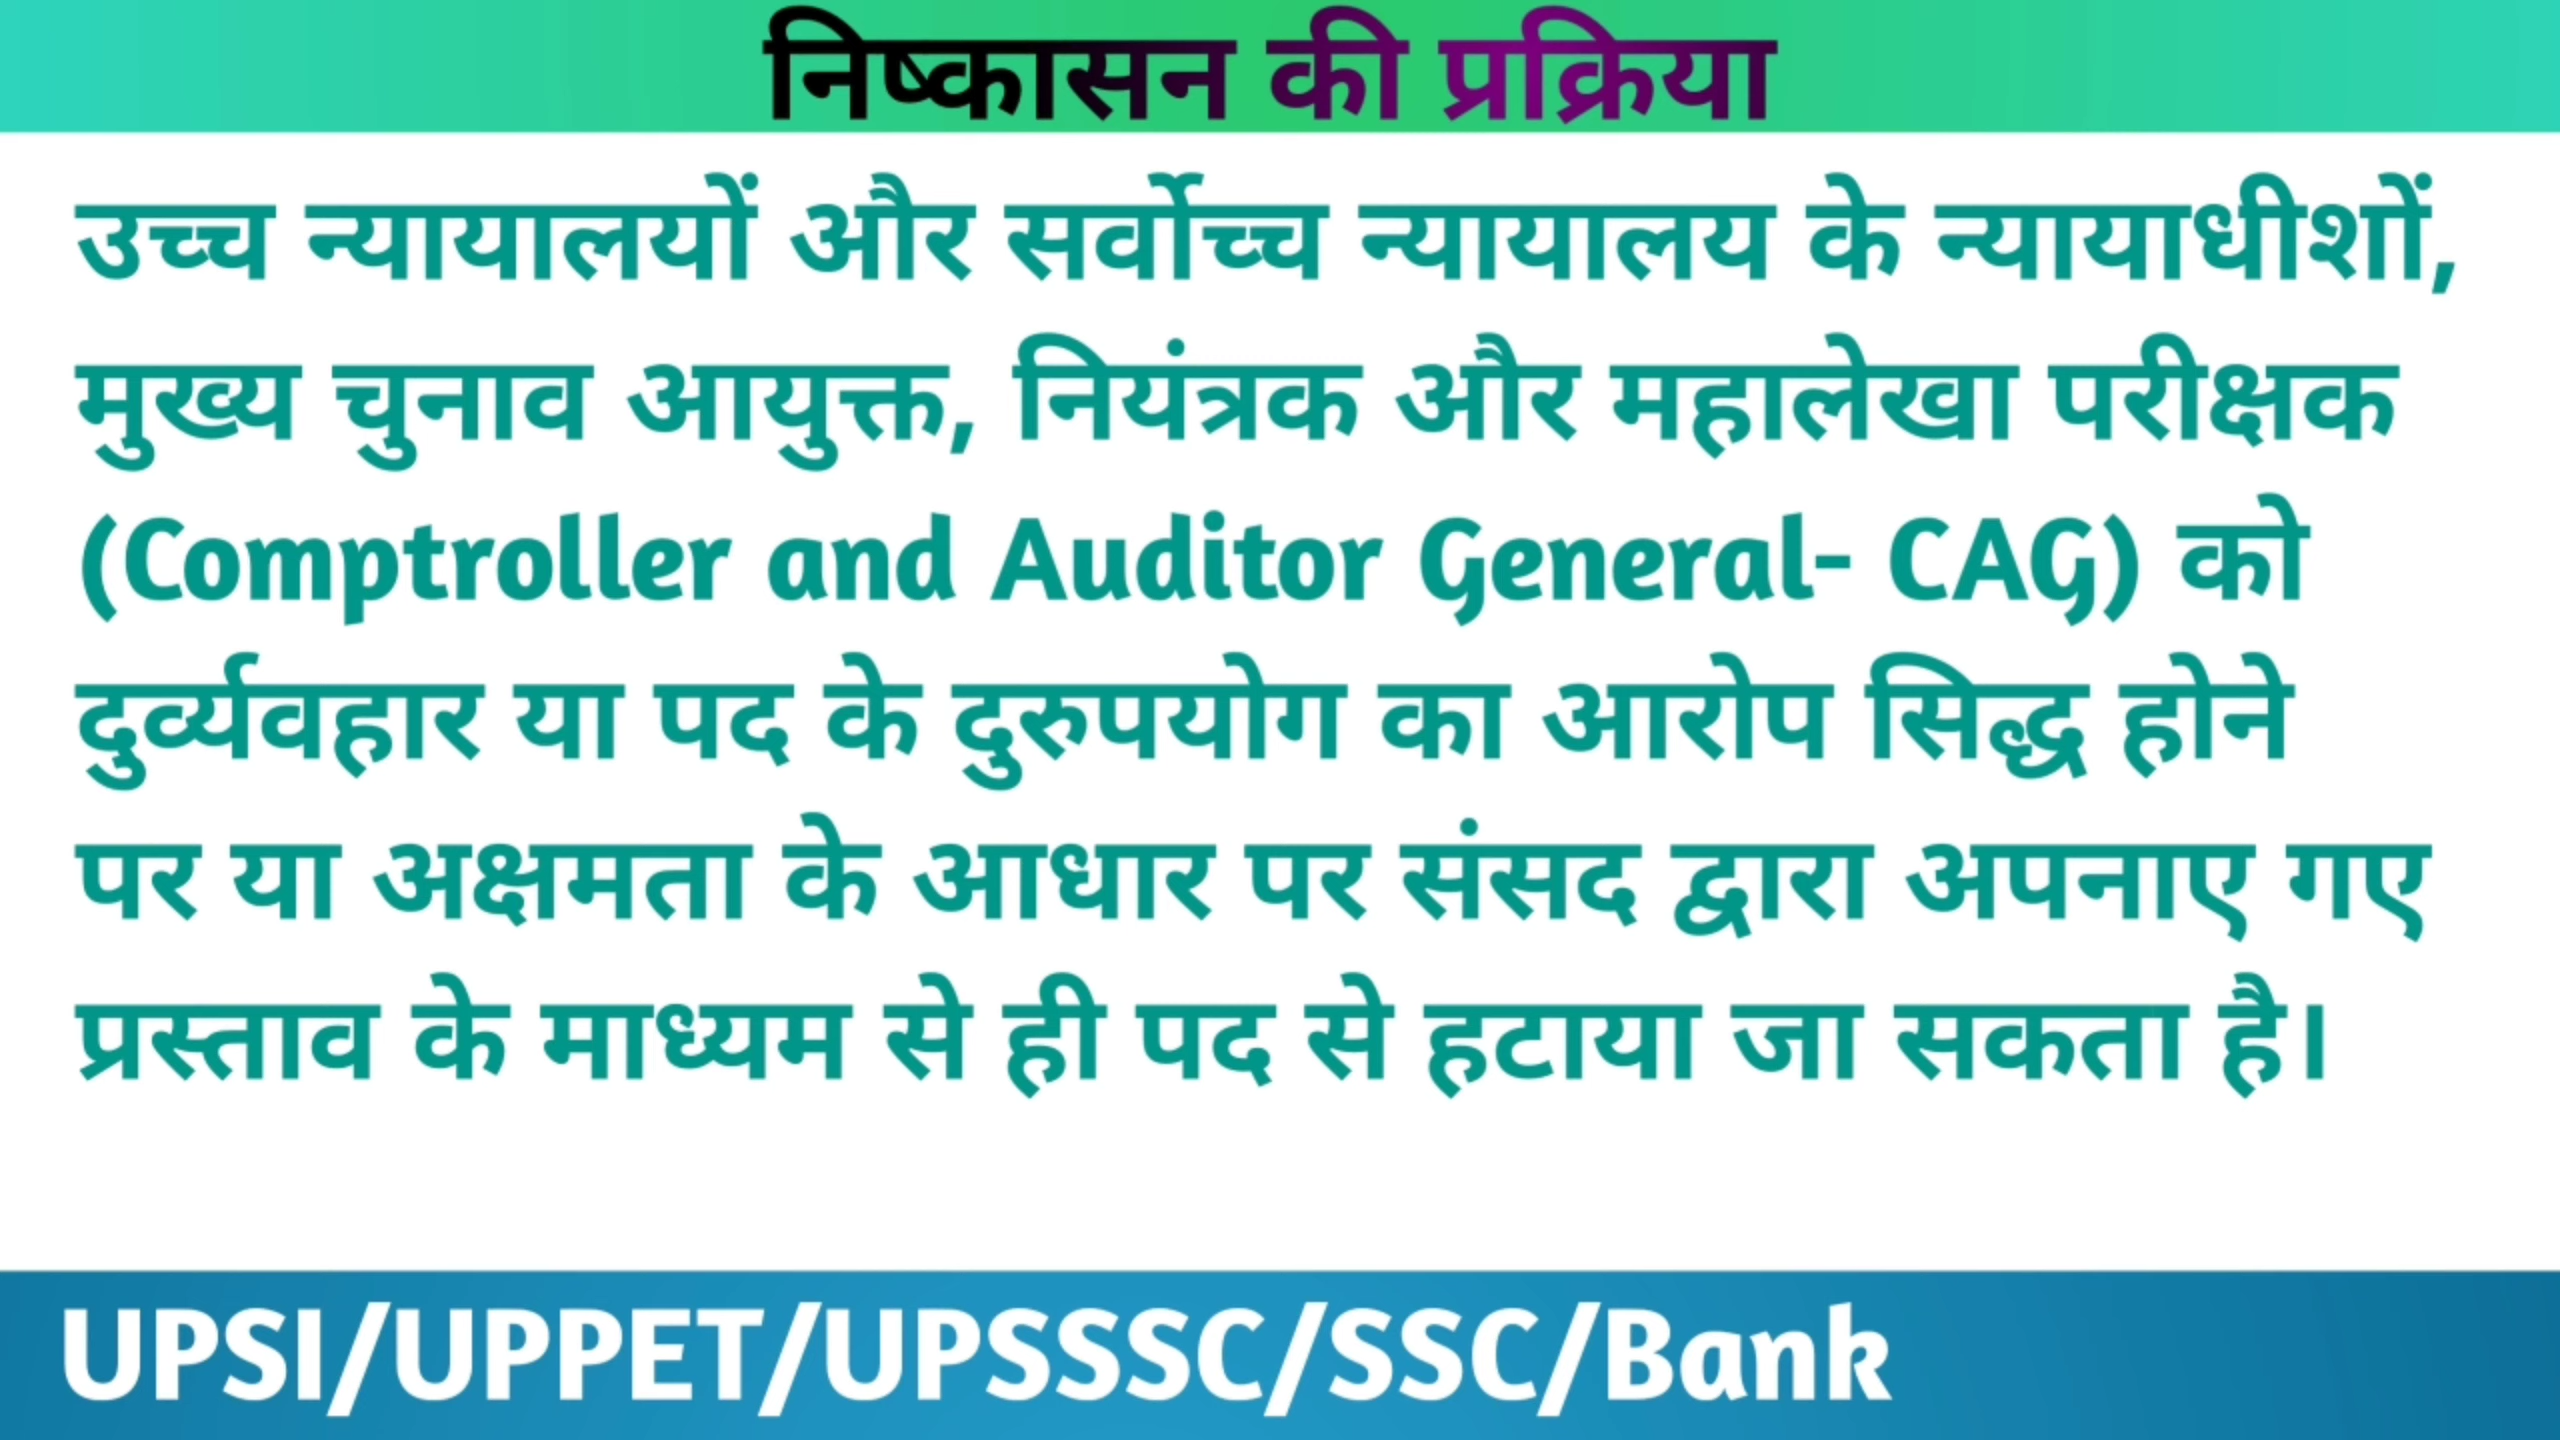 निष्कासन की प्रक्रिया
उच्च न्यायालयों और सर्वोच्च न्यायालय के न्यायाधीशों,
मुख्य चुनाव आयुक्त, नियंत्रक और महालेखा परीक्षक
(Comptroller and Auditor General- CAG) को
दुर्व्यवहार या पद के दुरुपयोग का आरोप सिद्ध होने
पर या अक्षमता के आधार पर संसद द्वारा अपनाए गए
प्रस्ताव के माध्यम से ही पद से हटाया जा सकता है।
UPSI/UPPET/UPSSSC/SSC/Bank